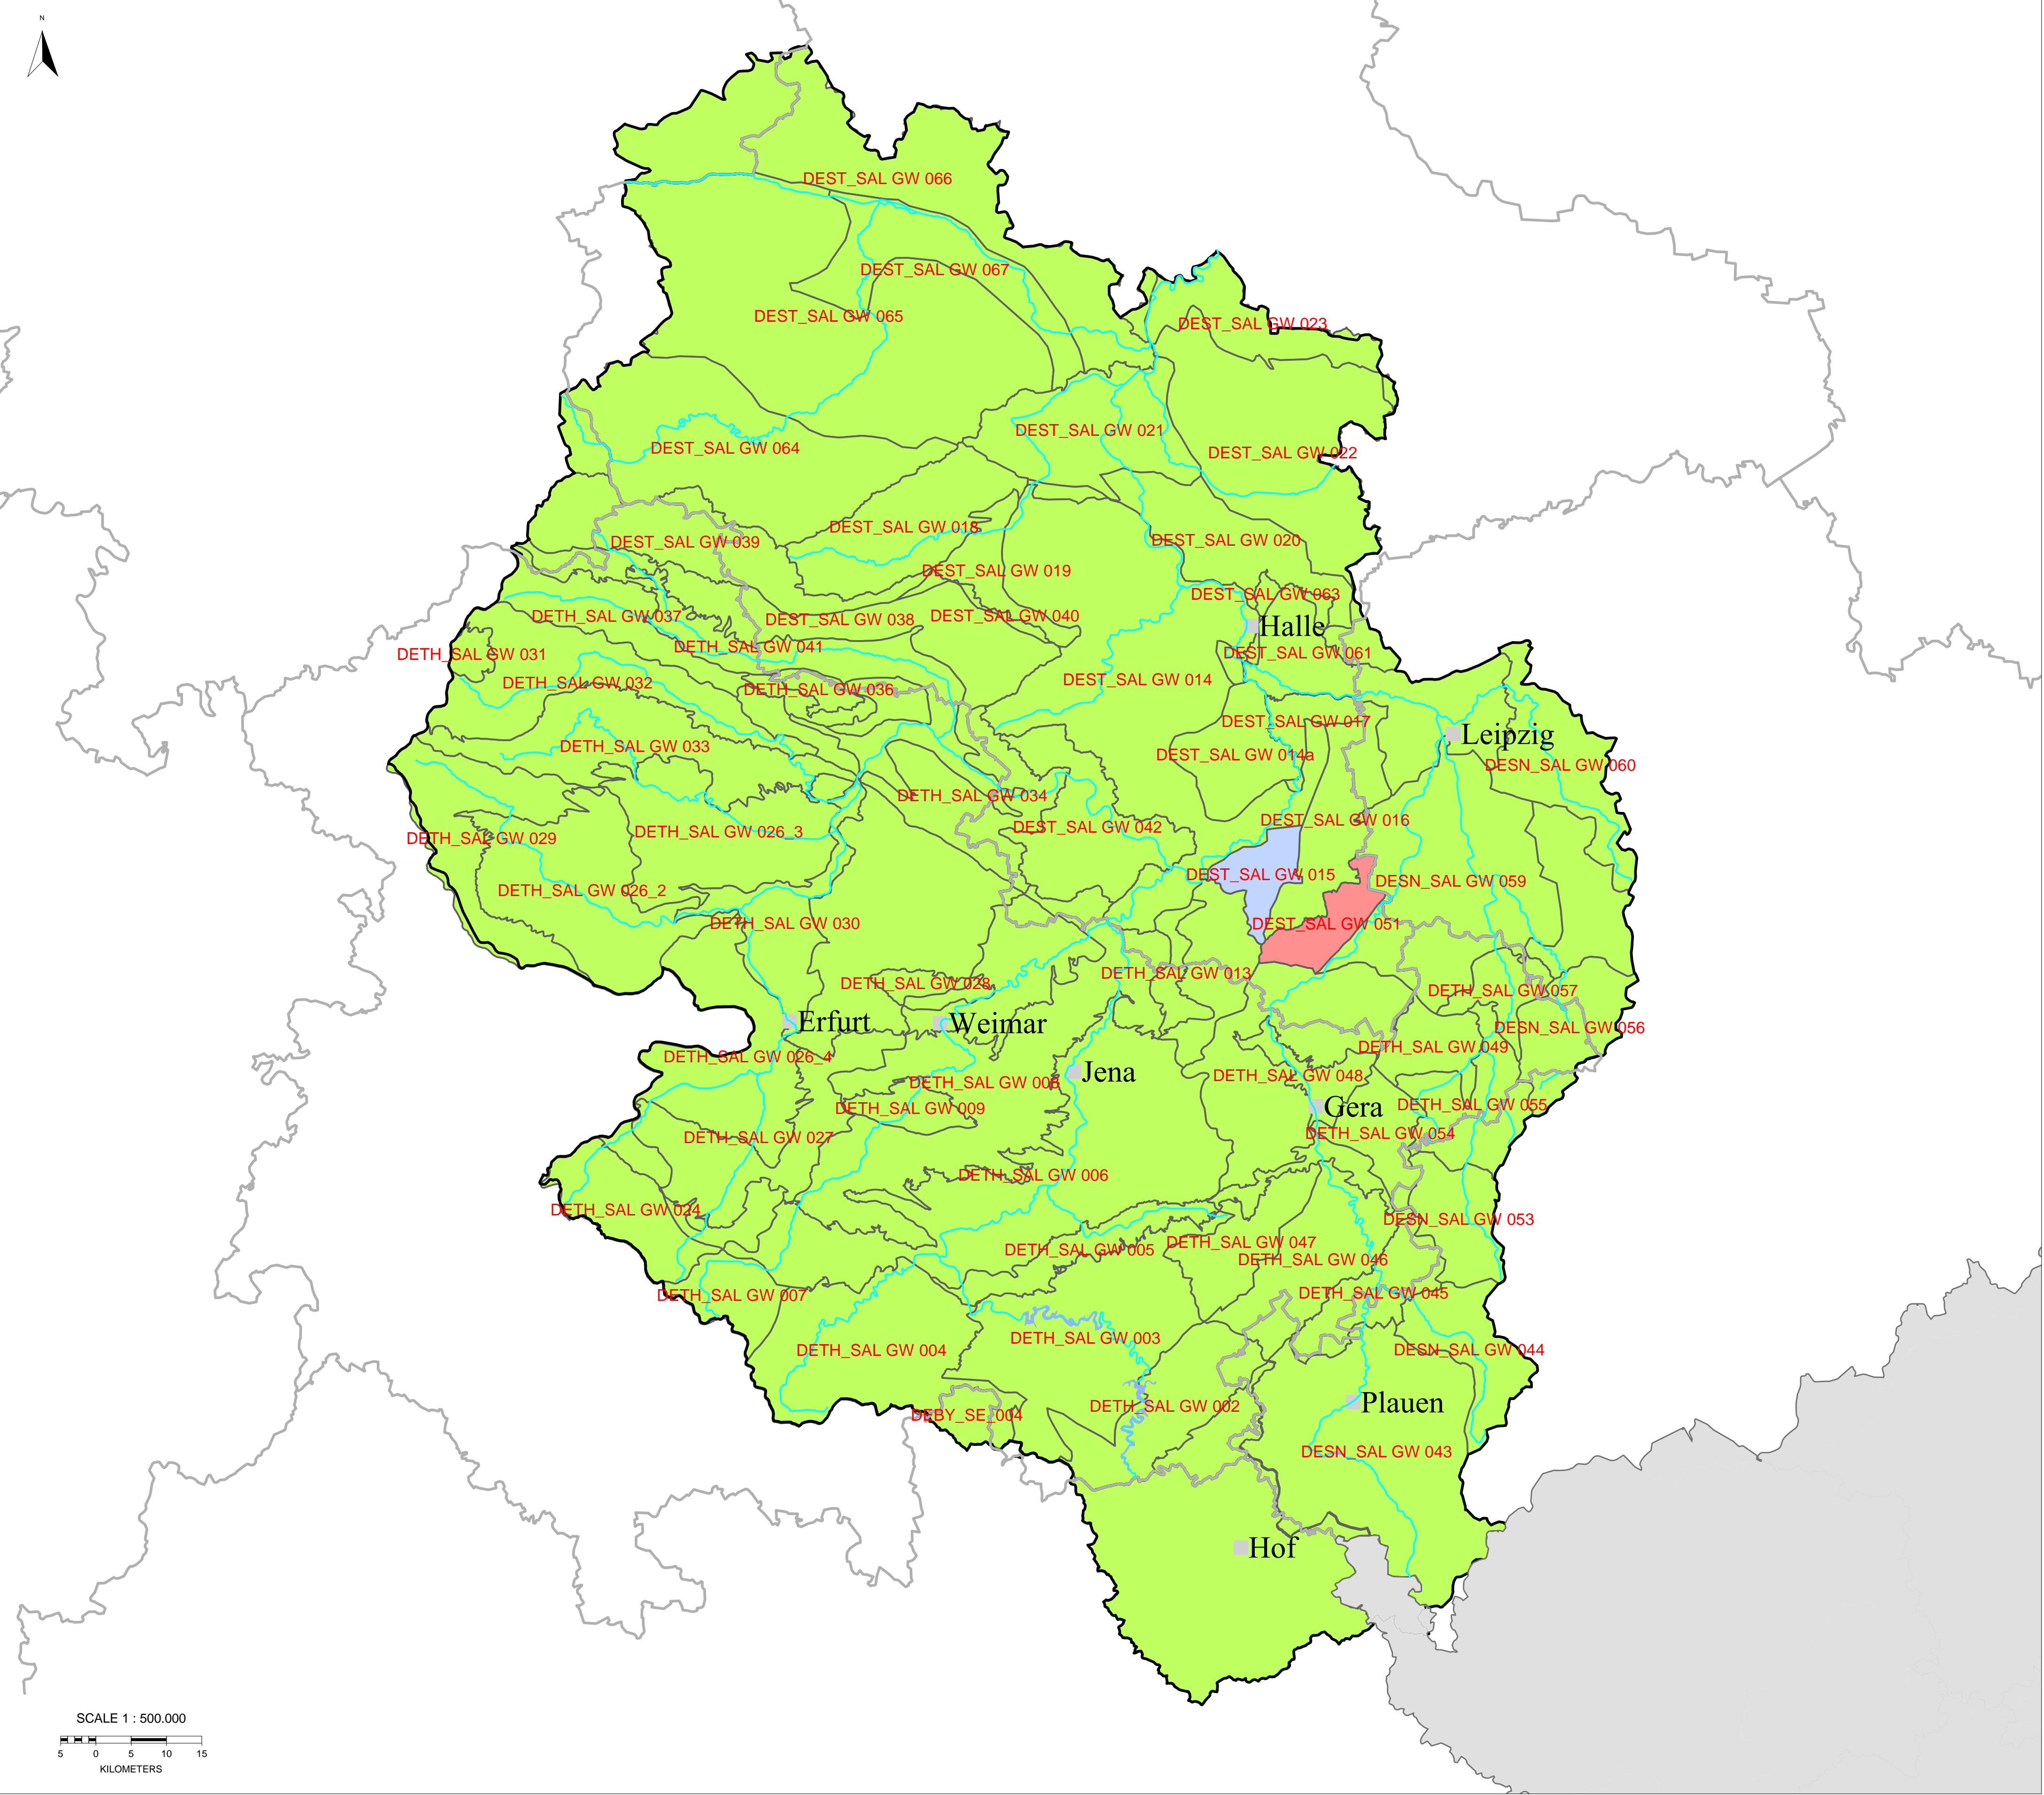 N
DEST_SAL GW 066
DEST_SAL GW 067
DEST_SAL GW 065
DEST_SAL GW 023
DEST_SAL GW 021
DEST_SAL GW 064
DEST_SAL GW 022
DEST_SAL GW 018
DEST_SAL GW 039
DEST_SAL GW 020
DEST_SAL GW 019
DEST_SAL GW 063
DETH_SAL GW 037
DEST_SAL GW 038
DEST_SAL GW 040
Halle
DETH_SAL GW 041
DETH_SAL GW 031
DEST_SAL GW 061
DETH_SAL GW 032
DEST_SAL GW 014
DETH_SAL GW 036
DEST_SAL GW 017
Leipzig
DETH_SAL GW 033
DEST_SAL GW 014a
DESN_SAL GW 060
DETH_SAL GW 034
DEST_SAL GW 016
DEST_SAL GW 042
DETH_SAL GW 026_3
DETH_SAL GW 029
DEST_SAL GW 015
DESN_SAL GW 059
DETH_SAL GW 026_2
DETH_SAL GW 030
DEST_SAL GW 051
DETH_SAL GW 013
DETH_SAL GW 028
DETH_SAL GW 057
Erfurt
Weimar
DESN_SAL GW 056
DETH_SAL GW 049
DETH_SAL GW 026_4
Jena
DETH_SAL GW 048
DETH_SAL GW 008
DETH_SAL GW 055
DETH_SAL GW 009
Gera
DETH_SAL GW 054
DETH_SAL GW 027
DETH_SAL GW 006
DETH_SAL GW 024
DESN_SAL GW 053
DETH_SAL GW 047
DETH_SAL GW 005
DETH_SAL GW 046
DETH_SAL GW 045
DETH_SAL GW 007
DETH_SAL GW 003
DETH_SAL GW 004
DESN_SAL GW 044
Plauen
DETH_SAL GW 002
DEBY_SE_004
DESN_SAL GW 043
Hof
SCALE 1 : 500.000
5 0 5 10 15
KILOMETERS